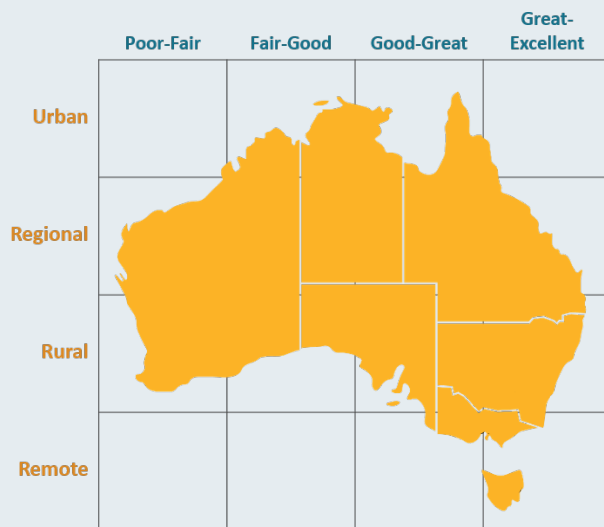 Poor-Fair
Fair-Good
Good-Great
Great-
Excellent
Urban
Regional
Rural
Remote